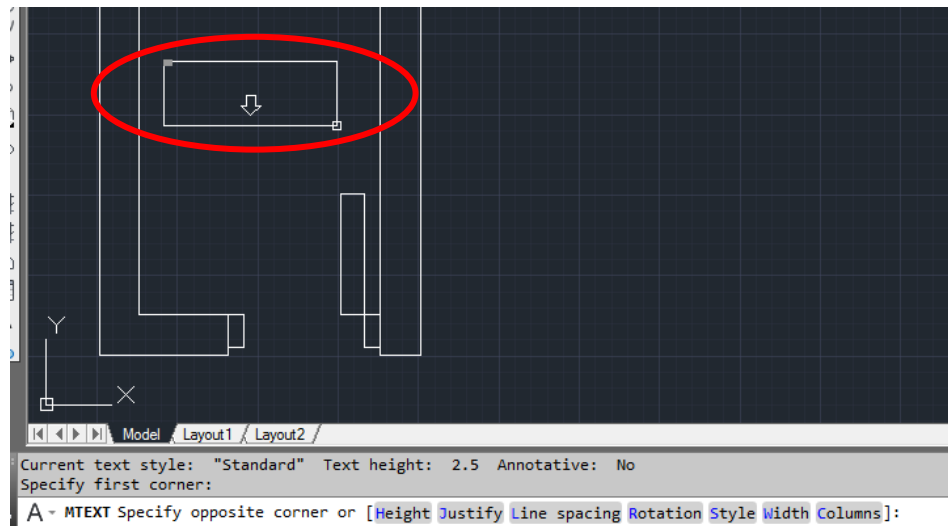 Y
X
Model Layout1 Layout2
Current text style: "Standard" Text height: 2.5 Annotative: No
Specify first corner:
A - MTEXT Specify opposite corner or [Height Justify Line spacing Rotation Style Width Columns]: